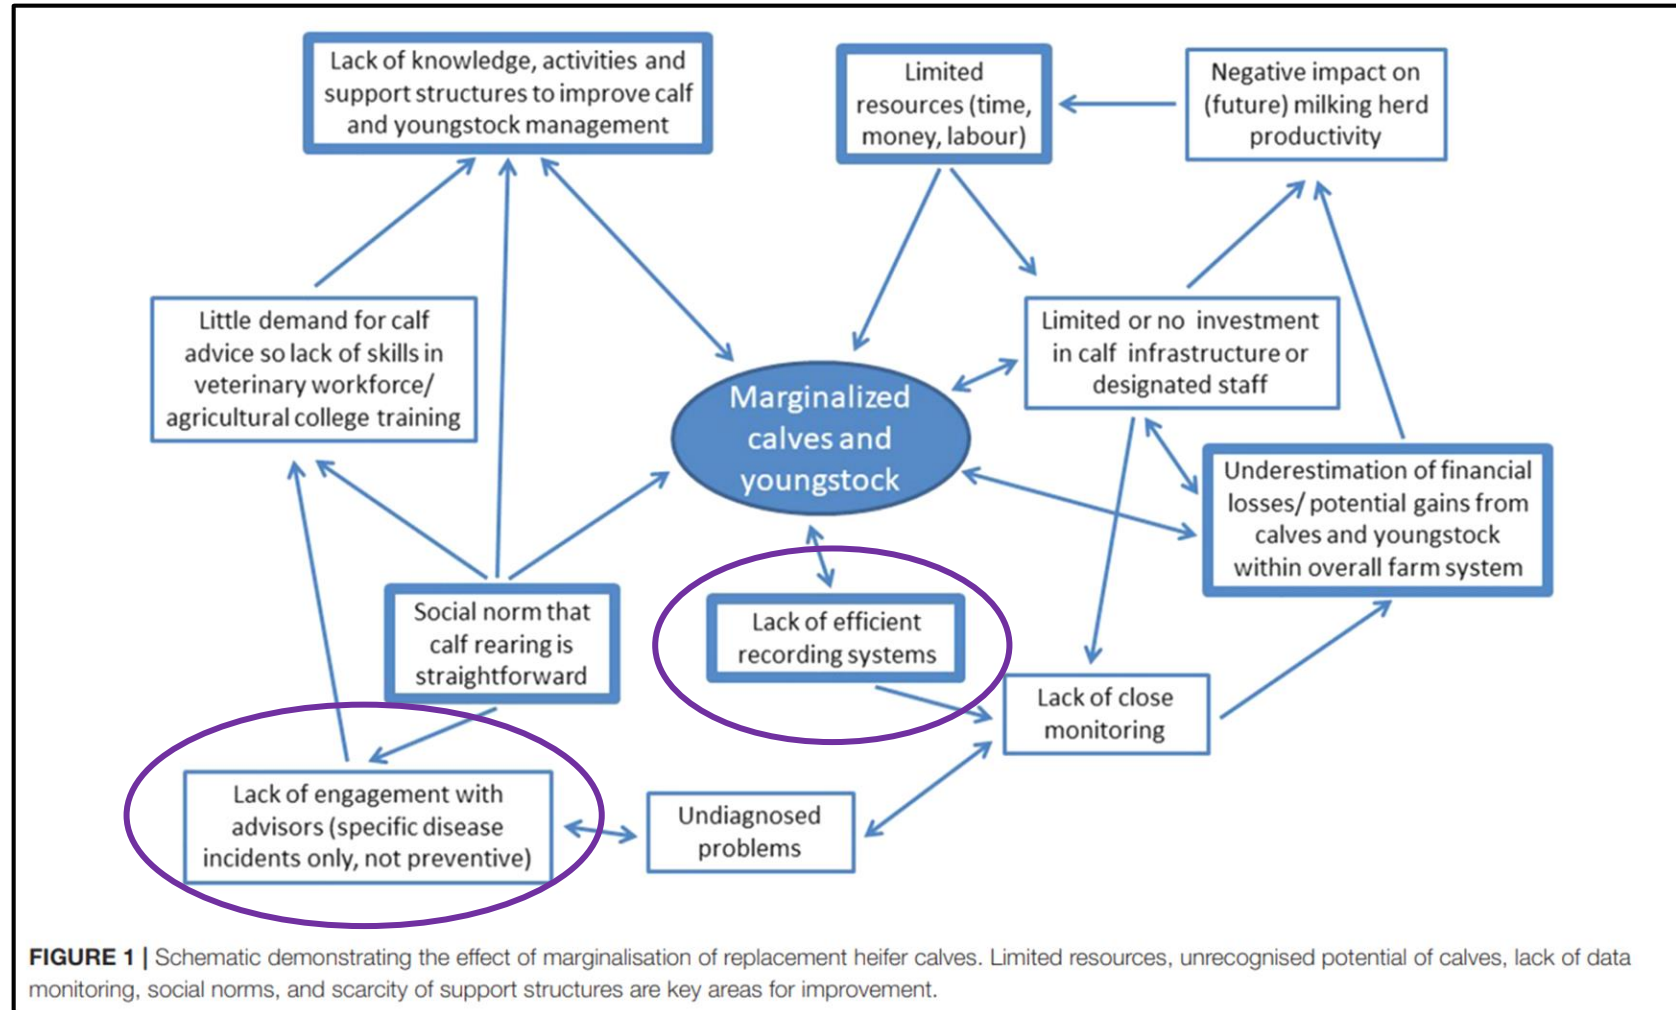 Lack of knowledge, activities and
support structures to improve calf
and youngstock management
Limited
resources (time,
money, labour)
Negative impact on
(future) milking herd
productivity
Little demand for calf
advice so lack of skills in
veterinary workforce/
agricultural college training
Marginalized
calves and
youngstock
Limited or no investment
in calf infrastructure or
designated staff
Underestimation of financial
losses/ potential gains from
calves and youngstock
within overall farm system
Social norm that
calf rearing is
straightforward
Lack of efficient
recording systems
Lack of close
monitoring
Lack of engagement with
advisors (specific disease
incidents only, not preventive)
Undiagnosed
problems
FIGURE 1 | Schematic demonstrating the effect of marginalisation of replacement heifer calves. Limited resources, unrecognised potential of calves, lack of data
monitoring, social norms, and scarcity of support structures are key areas for improvement.